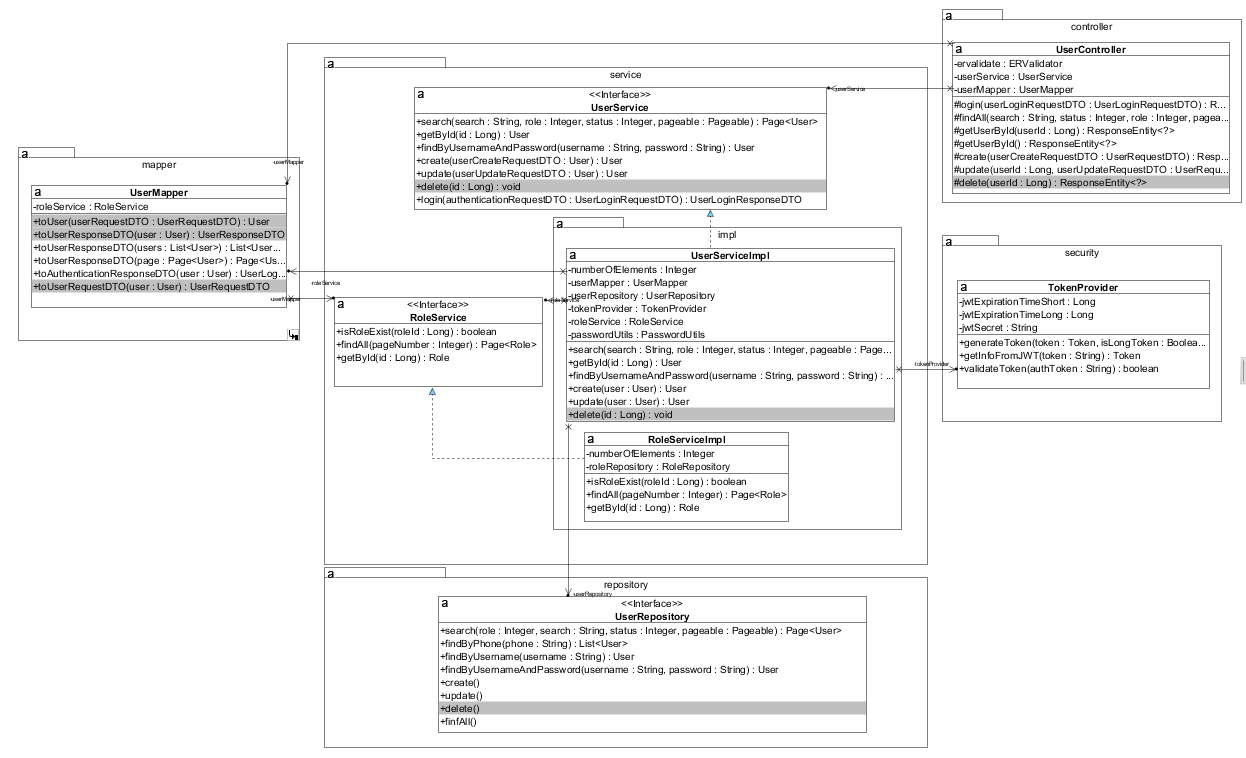 a
controller
a
UserController
-ervalidate : ERValidator
-userService : UserService
-userMapper : UserMapper
#login(userLoginRequestDTO : UserLoginRequestDTO) : R...
#findAll(search : String, status : Integer, role : Integer, pagea...
#getUserById(userId : Long) : ResponseEntity<?>
#getUserById() : ResponseEntity<?>
#create(userCreateRequestDTO : UserRequestDTO) : Resp...
#update(userId : Long, userUpdateRequestDTO : UserRequ...
#delete(userId : Long) : ResponseEntity<?>
a
service
-userService
a
<<Interface>>
UserService
+search(search : String, role : Integer, status : Integer, pageable : Pageable) : Page<User>
+getById(id : Long) : User
+findByUsernameAndPassword(username : String, password : String) : User
+create(userCreateRequestDTO : User) : User
+update(userUpdateRequestDTO : User) : User
+delete(id : Long) : void
+login(authenticationRequestDTO : UserLoginRequestDTO) : UserLoginResponseDTO
a
mapper
-userMapper
a
UserMapper
-roleService : RoleService
+toUser(userRequestDTO : UserRequestDTO) : User
+toUserResponseDTO(user : User) : UserResponseDTO
+toUserResponseDTO(users : List<User>) : List<User...
+toUserResponseDTO(page : Page<User>) : Page<Us...
+toAuthenticationResponseDTO(user : User) : UserLog...
+toUserRequestDTO(user : User) : UserRequestDTO
-userMapper
-roleService
a
impl
a
UserServiceImpl
-numberOfElements : Integer
-userMapper : UserMapper
-userRepository : UserRepository
-tokenProvider : TokenProvider
-roleService : RoleService
-passwordUtils : PasswordUtils
+search(search : String, role : Integer, status : Integer, pageable : Page...
+getById(id : Long) : User
+findByUsernameAndPassword(username : String, password : String) : ...
+create(user : User) : User
+update(user : User) : User
+delete(id : Long) : void
a
<<Interface>>
RoleService
+isRoleExist(roleId : Long) : boolean
+findAll(pageNumber : Integer) : Page<Role>
+getById(id : Long) : Role
-roleService
a
security
a
TokenProvider
-jwtExpirationTimeShort : Long
-jwtExpirationTimeLong : Long
-jwtSecret : String
+generateToken(token : Token, isLongToken : Boolea...
+getInfoFromJWT(token : String) : Token
+validateToken(authToken : String) : boolean
-tokenProvider
a
RoleServiceImpl
-numberOfElements : Integer
-roleRepository : RoleRepository
+isRoleExist(roleId : Long) : boolean
+findAll(pageNumber : Integer) : Page<Role>
+getById(id : Long) : Role
a
repository
-userRepository
a
<<Interface>>
UserRepository
+search(role : Integer, search : String, status : Integer, pageable : Pageable) : Page<User>
+findByPhone(phone : String) : List<User>
+findByUsername(username : String) : User
+findByUsernameAndPassword(username : String, password : String) : User
+create()
+update()
+delete()
+finfAll()